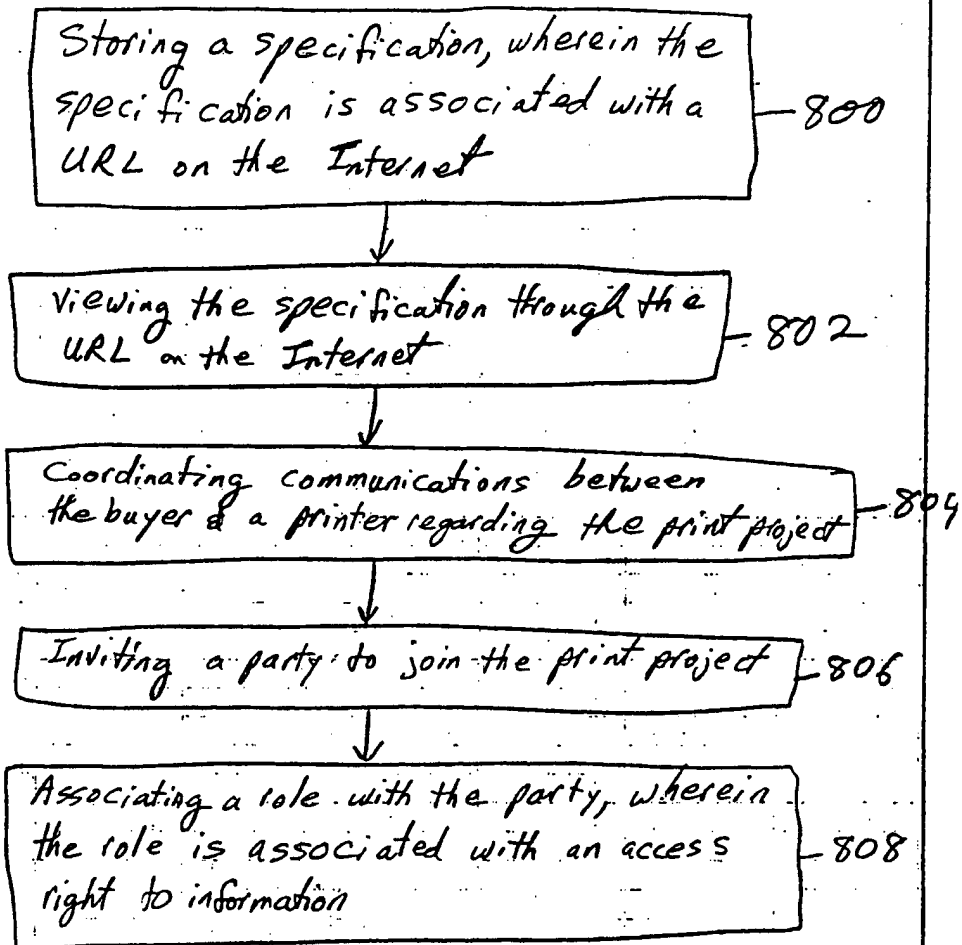 Storing a specification, wherein the
specification is associated with a
URL on the Internet
800
Viewing the specification through the
URL on the Internet
802
Coordinating communications between
the buyer & a printer regarding the print project
804
Inviting a party to join the print project
806
Associating a role with the party, wherein
the role is associated with an access
right to information
808